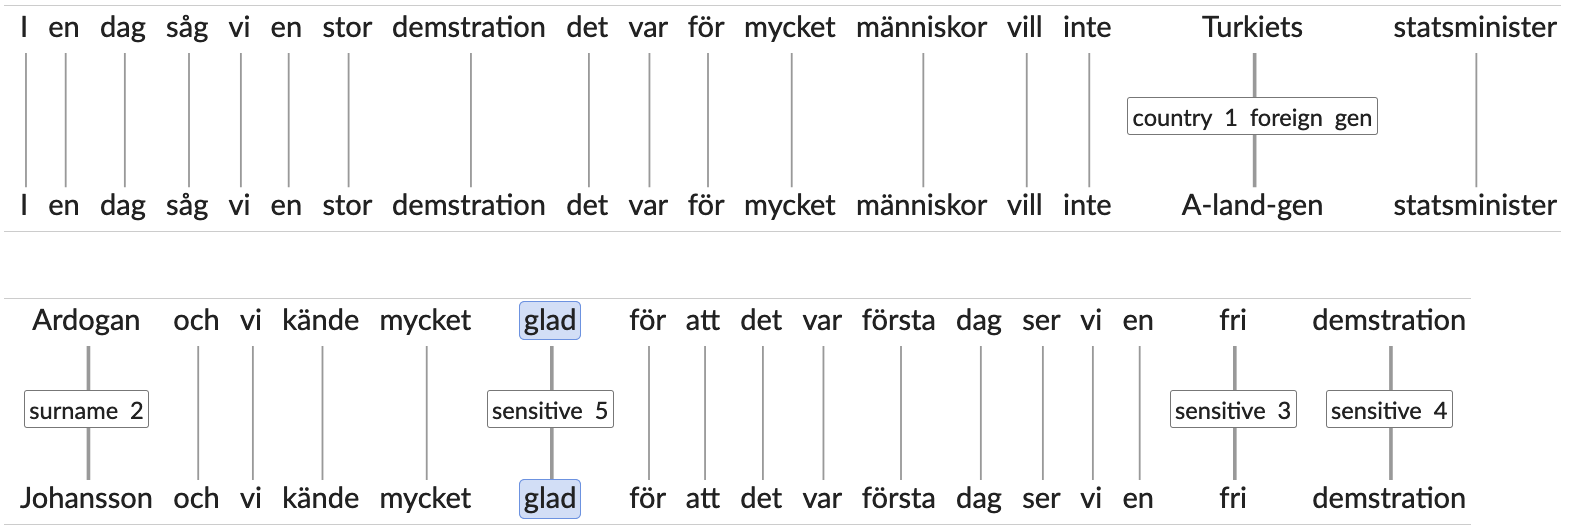 I en dag såg vi en stor demstration det var för mycket människor vill inte Turkiets statsminister
country 1 foreign gen
I en dag såg vi en stor demstration det var för mycket människor vill inte A-land-gen statsminister
Ardogan och vi kände mycket glad för att det var första dag ser vi en fri demstration
surname 2 sensitive 5 sensitive 3 sensitive 4
Johansson och vi kände mycket glad för att det var första dag ser vi en fri demstration